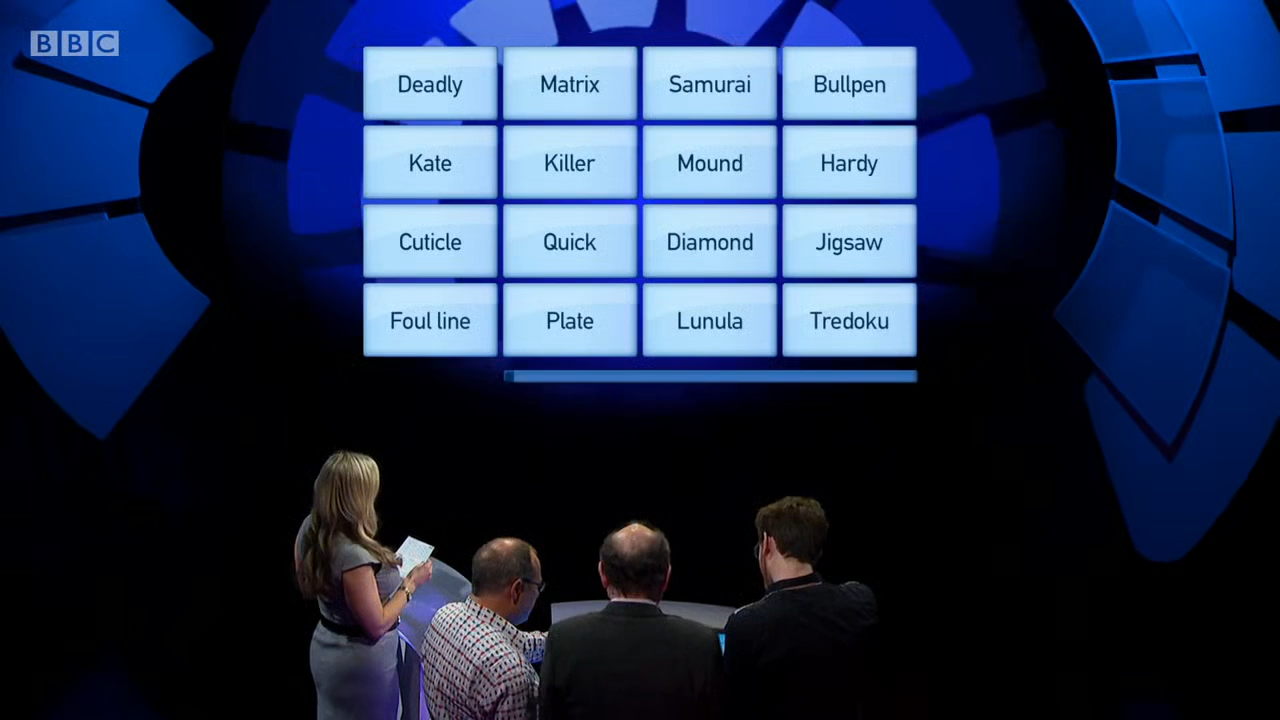 BBC
Deadly Matrix Samurai Bullpen
Kate Killer Mound Hardy
Cuticle Quick Diamond Jigsaw
Foul line Plate Lunula Tredoku